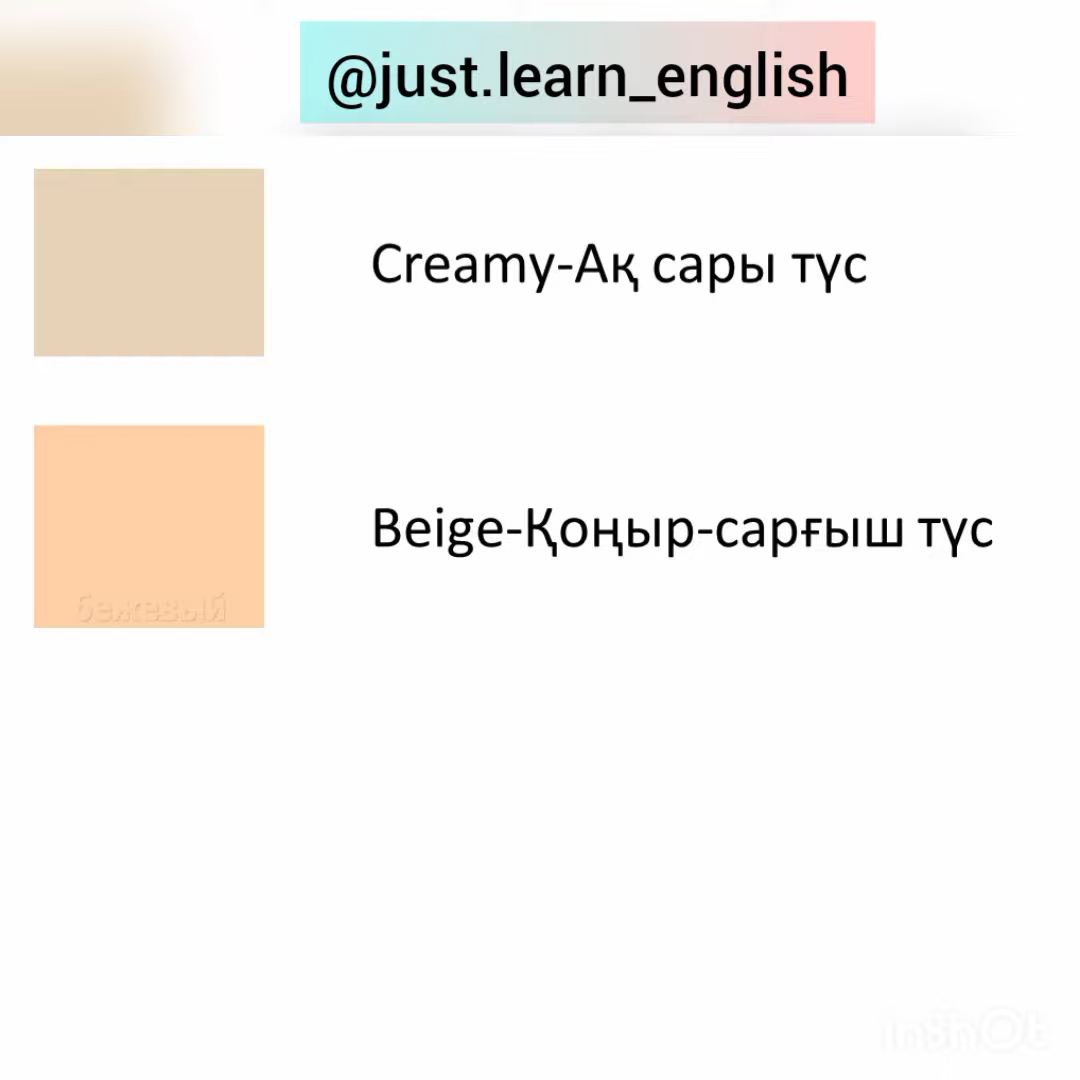 @just.learn_english
Creamy-Ақ сары түс
Beige-Қоңыр-сарғыш түс
бежевый
InShOt